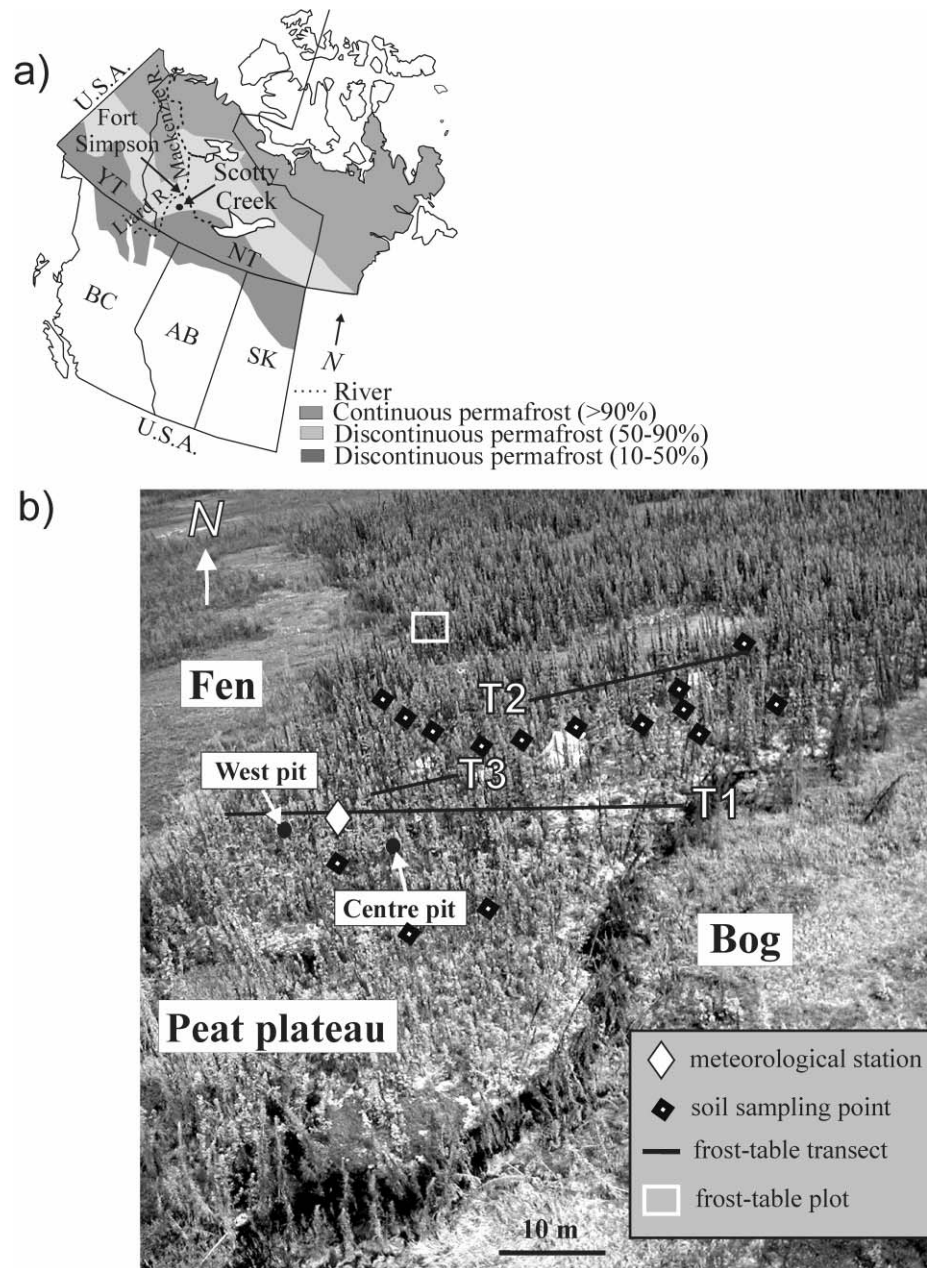 a)
U.S.A.
Fort
Simpson
Mackenzie R.
Scotty
Creek
YT
Liard R.
NT
BC
AB
SK
N
U.S.A.
River
Continuous permafrost (>90%)
Discontinuous permafrost (50-90%)
Discontinuous permafrost (10-50%)
b)
N
Fen
T2
West pit
T3
T1
Centre pit
Bog
Peat plateau
meteorological station
soil sampling point
frost-table transect
frost-table plot
10 m